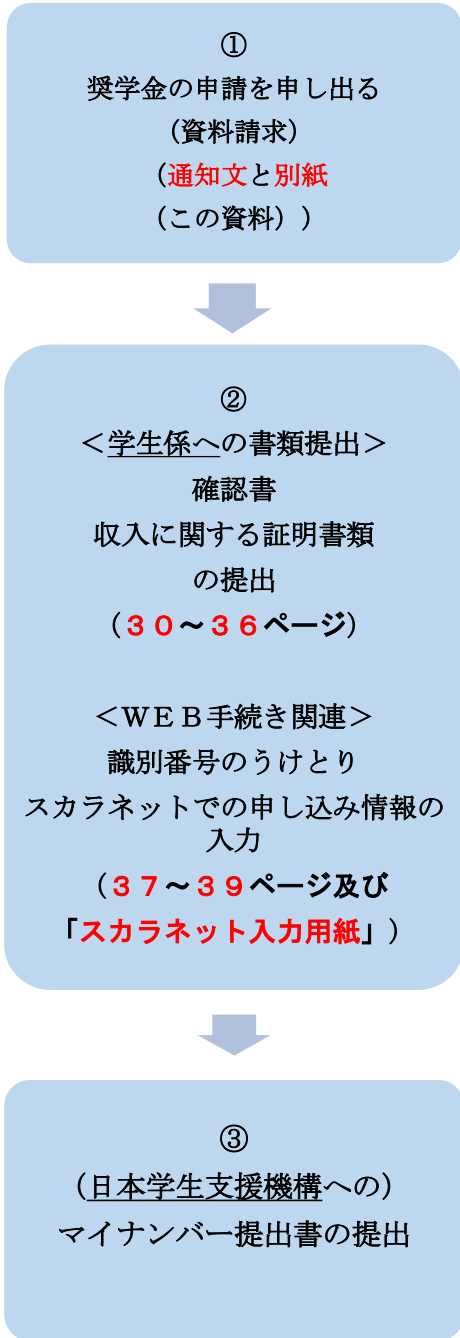 ①
奨学金の申請を申し出る
（資料請求）
（通知文と別紙
（この資料））
②
＜学生係への書類提出＞
確認書
収入に関する証明書類
の提出
（３０～３６ページ）
＜ＷＥＢ手続き関連＞
識別番号のうけとり
スカラネットでの申し込み情報の
入力
（３７～３９ページ及び
「スカラネット入力用紙」）
③
（日本学生支援機構への）
マイナンバー提出書の提出